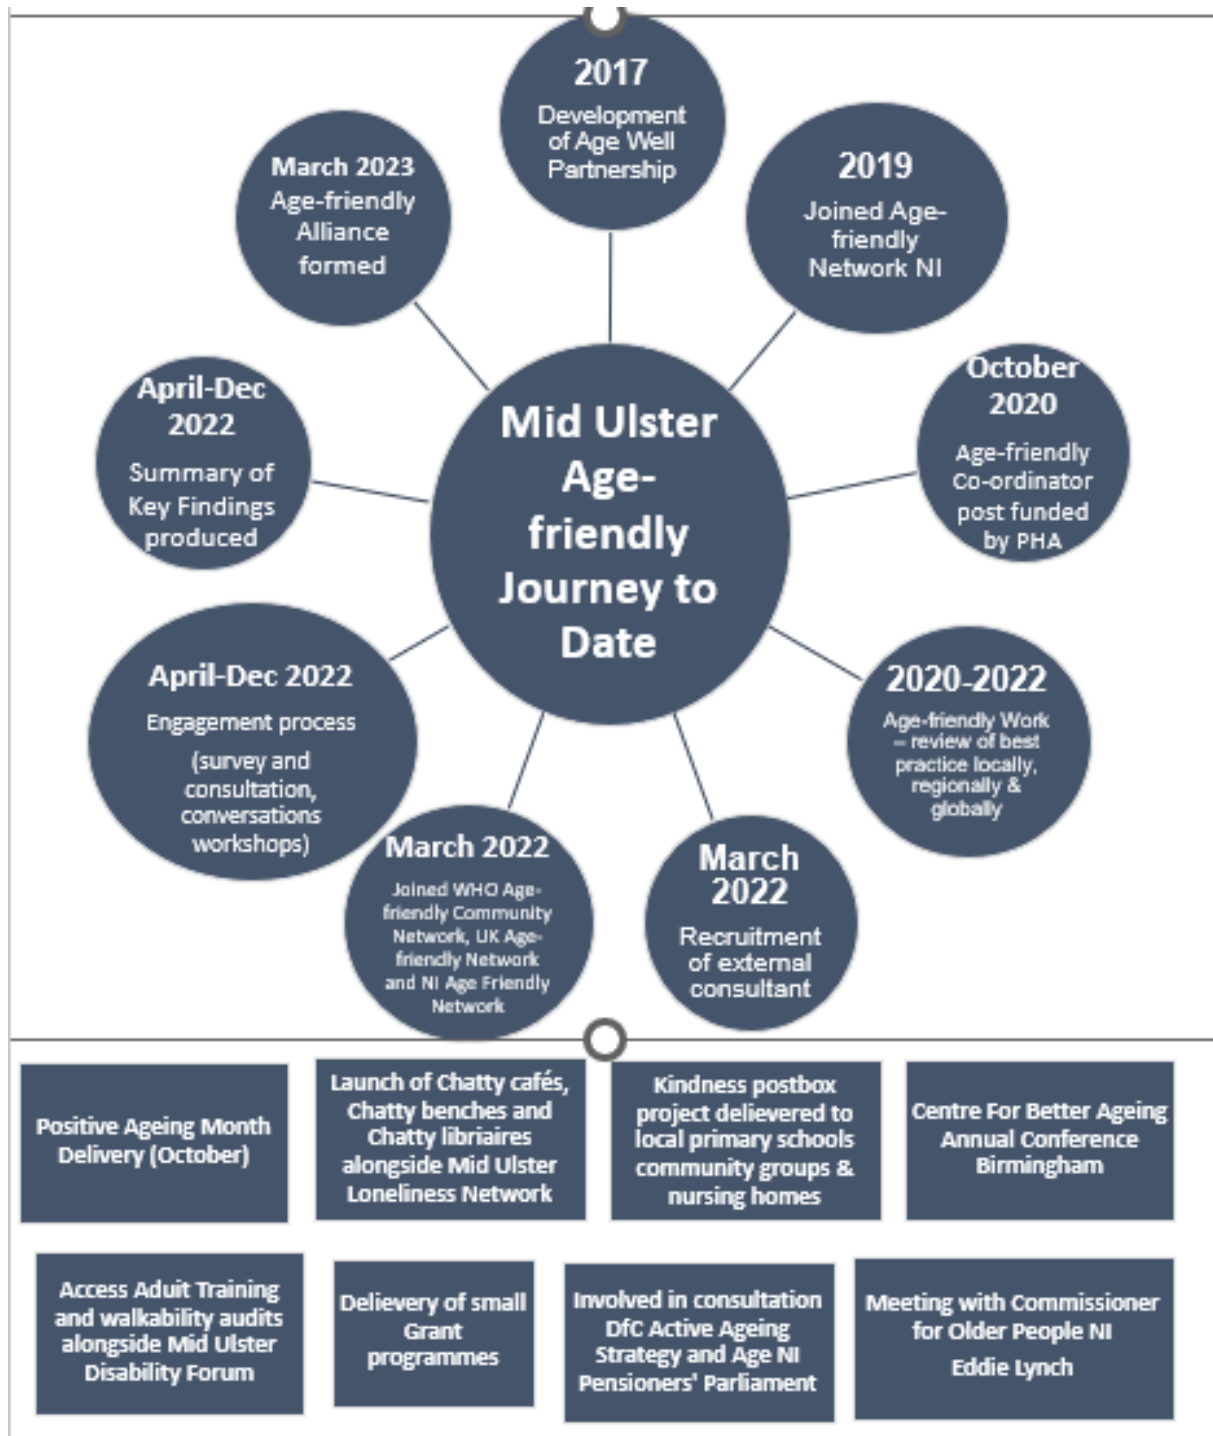 2017
Development
of Age Well
Partnership
2019
Joined Age-
friendly
Network NI
October
2020
Age-friendly
Co-ordinator
post funded
by PHA
2020-2022
Age-friendly Work
– review of best
practice locally,
regionally &
globally
March
2022
Recruitment
of external
consultant
March 2022
Joined WHO Age-
friendly Community
Network, UK Age-
friendly Network
and NI Age Friendly
Network
April-Dec 2022
Engagement process
(survey and
consultation,
conversations
workshops)
April-Dec
2022
Summary of
Key Findings
produced
March 2023
Age-friendly
Alliance
formed
Mid Ulster
Age-
friendly
Journey to
Date
Positive Ageing Month
Delivery (October)
Launch of Chatty cafés,
Chatty benches and
Chatty libriaires
alongside Mid Ulster
Loneliness Network
Kindness postbox
project delievered to
local primary schools
community groups &
nursing homes
Centre For Better Ageing
Annual Conference
Birmingham
Access Aduit Training
and walkability audits
alongside Mid Ulster
Disability Forum
Delievery of small
Grant
programmes
Involved in consultation
DfC Active Ageing
Strategy and Age NI
Pensioners' Parliament
Meeting with Commissioner
for Older People NI
Eddie Lynch